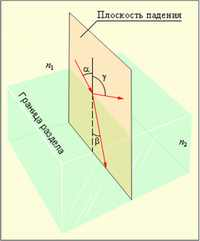 Плоскость падения
n₁
α
γ
Граница раздела
n₂
β